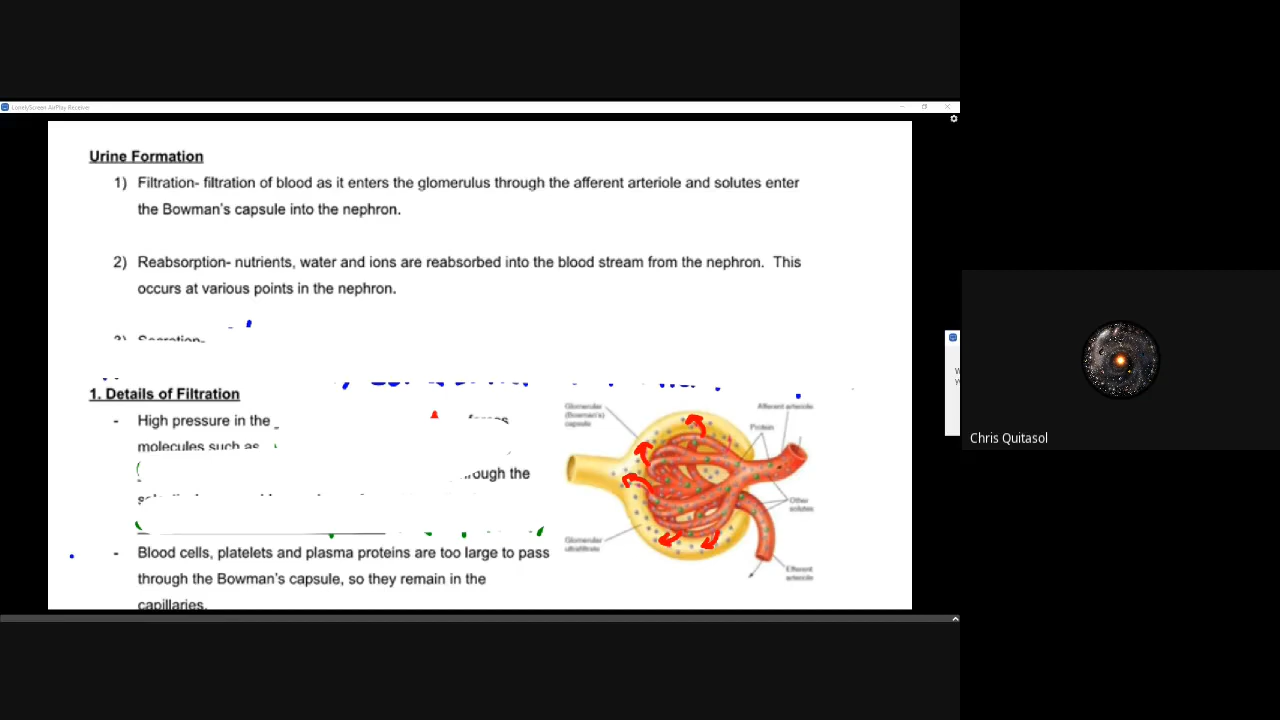 LonelyScreen AirPlay Receiver
Urine Formation
1) Filtration- filtration of blood as it enters the glomerulus through the afferent arteriole and solutes enter
the Bowman's capsule into the nephron.
2) Reabsorption- nutrients, water and ions are reabsorbed into the blood stream from the nephron. This
occurs at various points in the nephron.
1. Details of Filtration
- High pressure in the
molecules such as
rough the
- Blood cells, platelets and plasma proteins are too large to pass
through the Bowman's capsule, so they remain in the
capillaries.
Glomerular
(Bowman's)
capsule
Afferent arteriole
Protein
Other
solutes
Glomerular
ultrafiltrate
Efferent
arteriole
Chris Quitasol